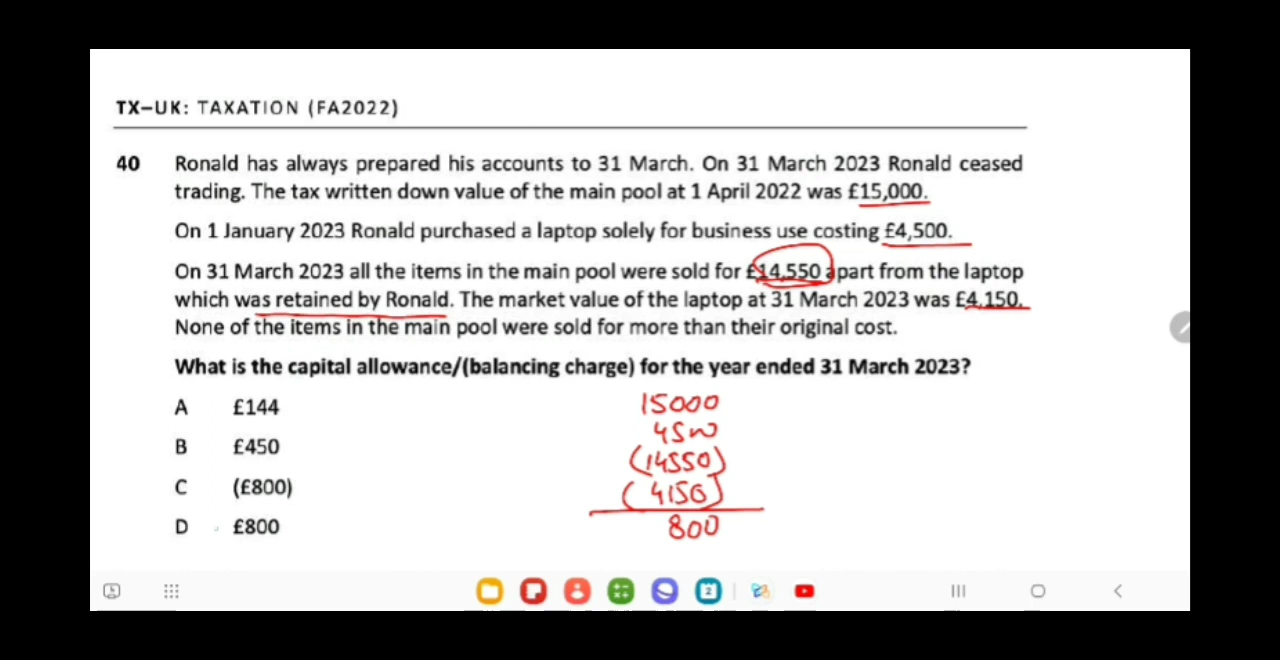 TX–UK: TAXATION (FA2022)
40 Ronald has always prepared his accounts to 31 March. On 31 March 2023 Ronald ceased
trading. The tax written down value of the main pool at 1 April 2022 was £15,000.
On 1 January 2023 Ronald purchased a laptop solely for business use costing £4,500.
On 31 March 2023 all the items in the main pool were sold for £14,550 apart from the laptop
which was retained by Ronald. The market value of the laptop at 31 March 2023 was £4,150.
None of the items in the main pool were sold for more than their original cost.
What is the capital allowance/(balancing charge) for the year ended 31 March 2023?
A £144
B £450
C (£800)
D £800
15000
4500
(14550)
(4150)
800
2